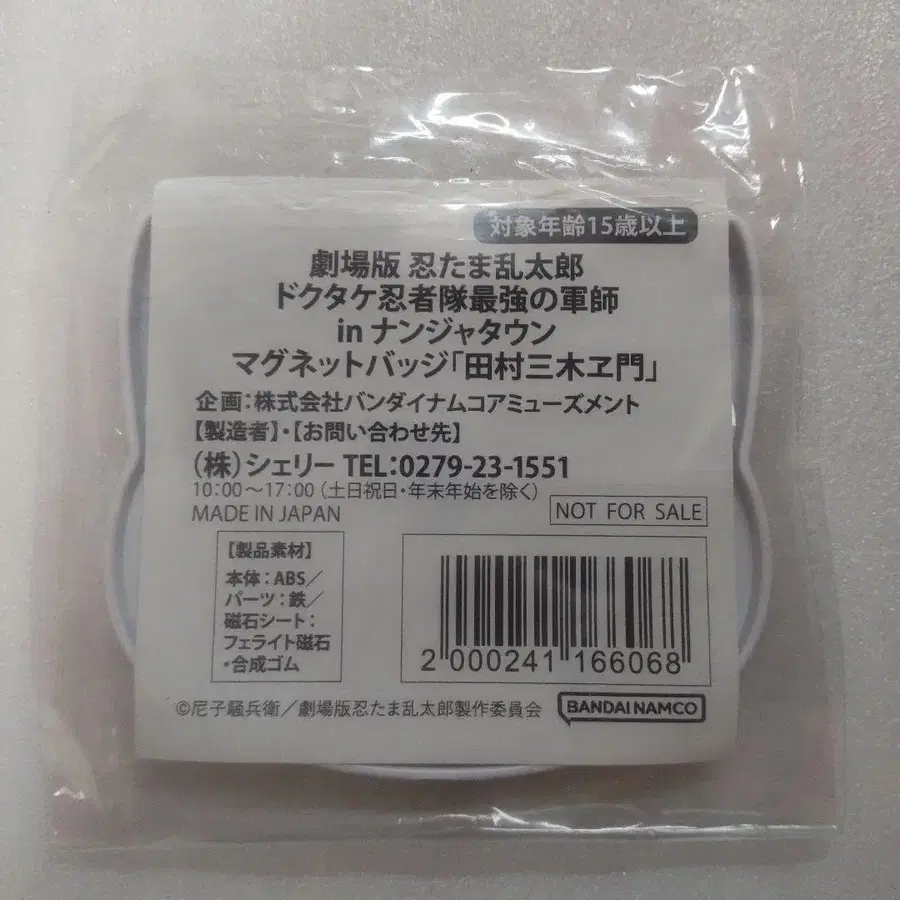 対象年齢15歳以上
劇場版 忍たま乱太郎
ドクタケ忍者隊最強の軍師
in ナンジャタウン
マグネットバッジ「田村三木ヱ門」
企画:株式会社バンダイナムコアミューズメント
【製造者】・【お問い合わせ先】
(株)シェリー TEL:0279-23-1551
10:00〜17:00(土日祝日・年末年始を除く)
MADE IN JAPAN
NOT FOR SALE
【製品素材】
本体:ABS/
パーツ:鉄/
磁石シート:
フェライト磁石
・合成ゴム
2 000241 166068
©尼子騒兵衛/劇場版忍たま乱太郎製作委員会
BANDAI NAMCO